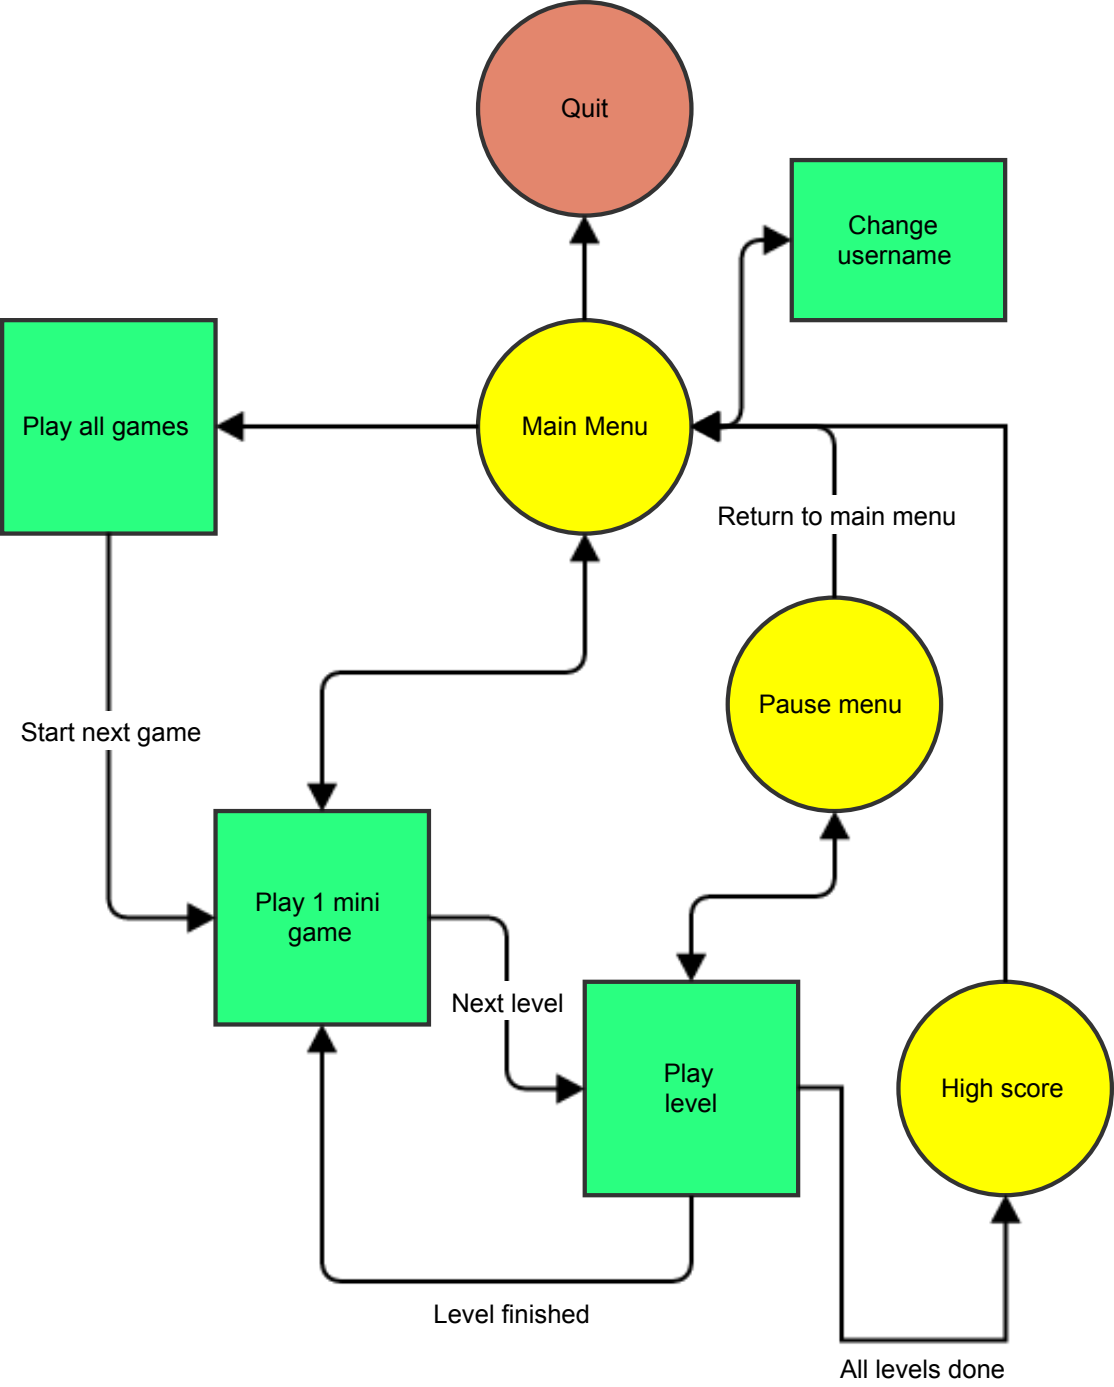 Quit
Change
username
Play all games
Main Menu
Return to main menu
Pause menu
Start next game
Play 1 mini
game
Next level
Play
level
High score
Level finished
All levels done